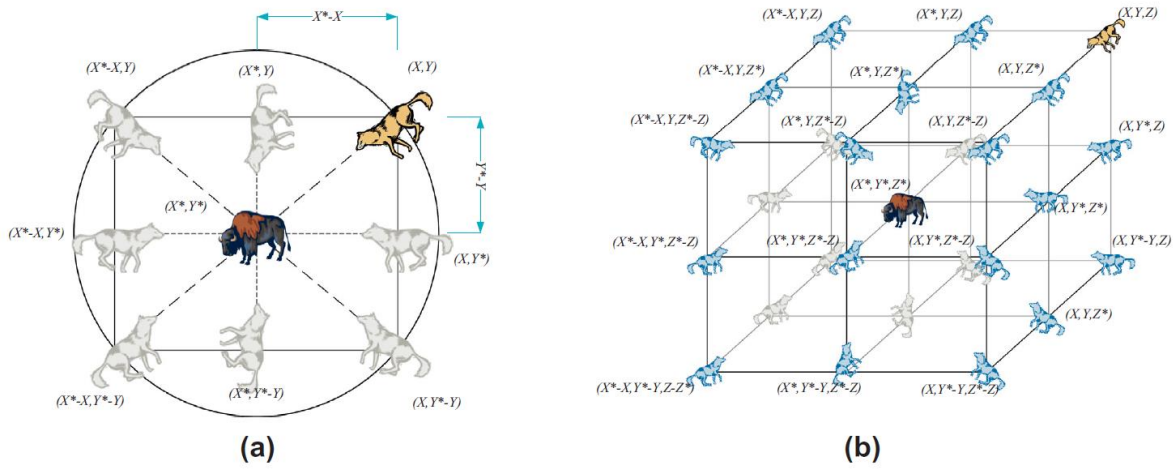 X*-X
(X*-X,Y)
(X*,Y)
(X,Y)
Y*-Y
(X*,Y*)
(X*-X,Y*)
(X,Y*)
(X*-X,Y*-Y)
(X*,Y*-Y)
(X,Y*-Y)
(a)
(X*-X,Y,Z)
(X*,Y,Z)
(X,Y,Z)
(X*-X,Y,Z*)
(X*,Y,Z*)
(X,Y,Z*)
(X*-X,Y,Z*-Z)
(X*,Y,Z*-Z)
(X,Y,Z*-Z)
(X,Y*,Z)
(X*,Y*,Z*)
(X,Y*,Z*)
(X*-X,Y*,Z*-Z)
(X*,Y*,Z*-Z)
(X,Y*,Z*-Z)
(X,Y*-Y,Z)
(X,Y,Z*)
(X*-X,Y*-Y,Z-Z*)
(X*,Y*-Y,Z*-Z)
(X,Y*-Y,Z*-Z)
(b)